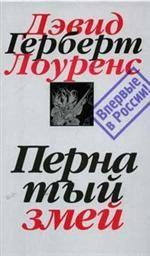 Дэвид
Герберт
Лоуренс
Впервые
в России!
Перна
тый
змей